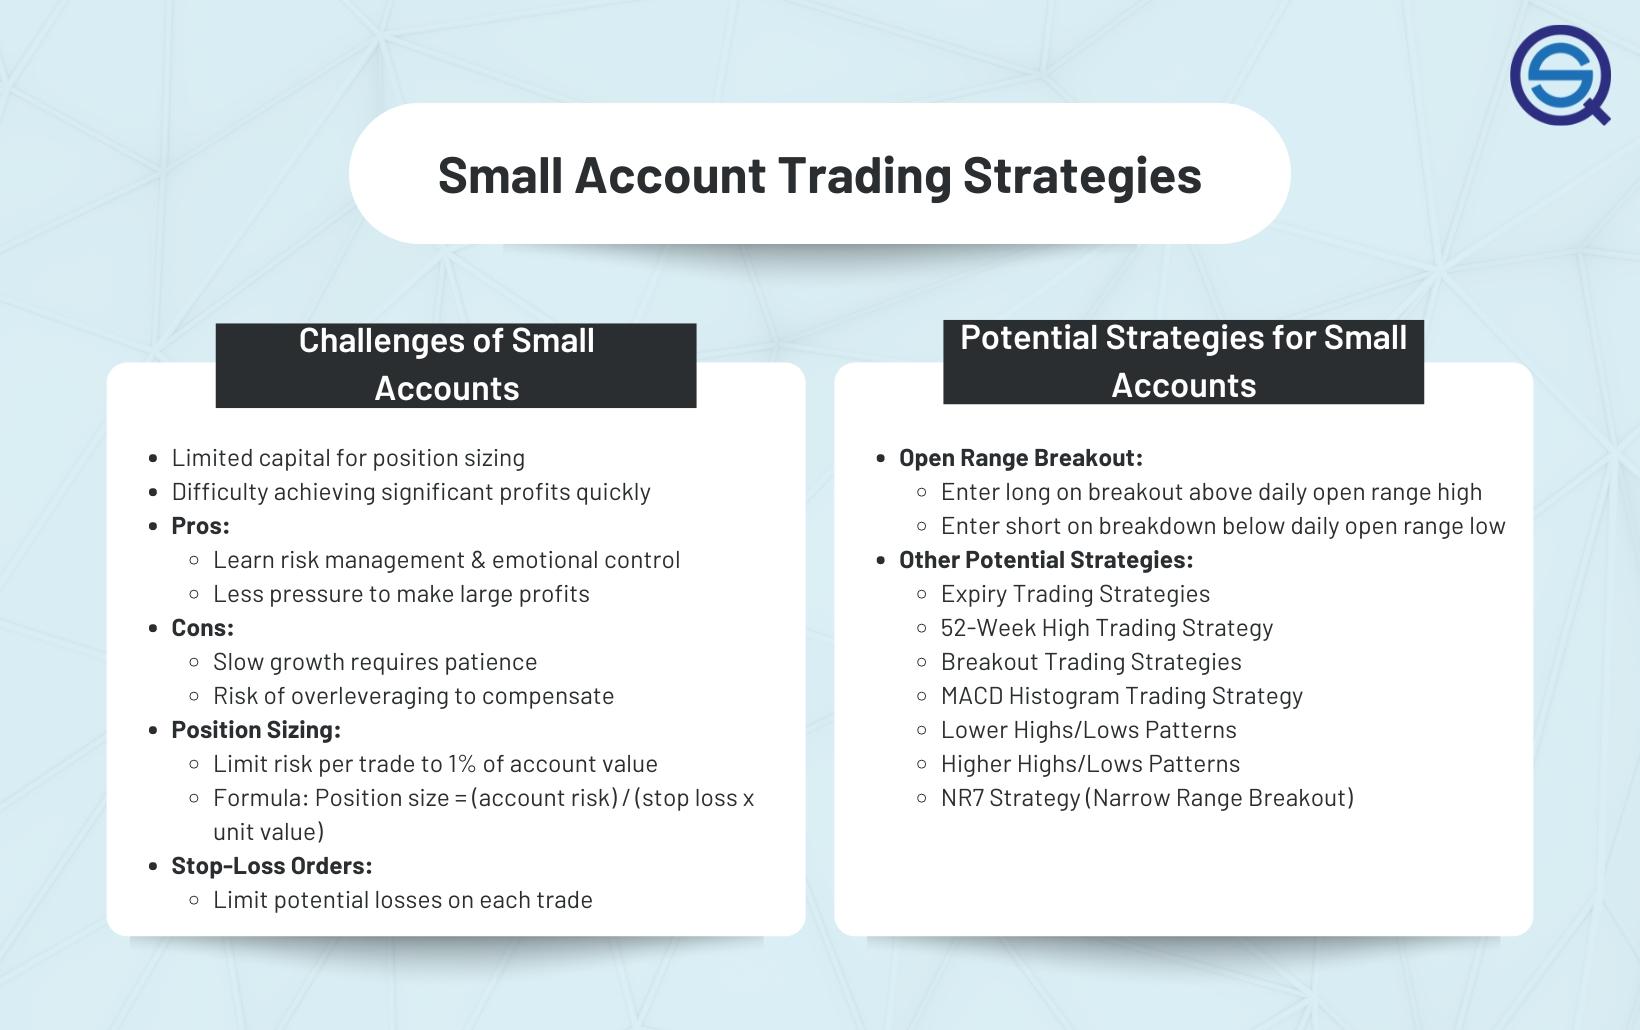 Small Account Trading Strategies
Challenges of Small
Accounts
• Limited capital for position sizing
• Difficulty achieving significant profits quickly
• Pros:
◦ Learn risk management & emotional control
◦ Less pressure to make large profits
• Cons:
◦ Slow growth requires patience
◦ Risk of overleveraging to compensate
• Position Sizing:
◦ Limit risk per trade to 1% of account value
◦ Formula: Position size = (account risk) / (stop loss x
unit value)
• Stop-Loss Orders:
◦ Limit potential losses on each trade
Potential Strategies for Small
Accounts
• Open Range Breakout:
◦ Enter long on breakout above daily open range high
◦ Enter short on breakdown below daily open range low
• Other Potential Strategies:
◦ Expiry Trading Strategies
◦ 52-Week High Trading Strategy
◦ Breakout Trading Strategies
◦ MACD Histogram Trading Strategy
◦ Lower Highs/Lows Patterns
◦ Higher Highs/Lows Patterns
◦ NR7 Strategy (Narrow Range Breakout)